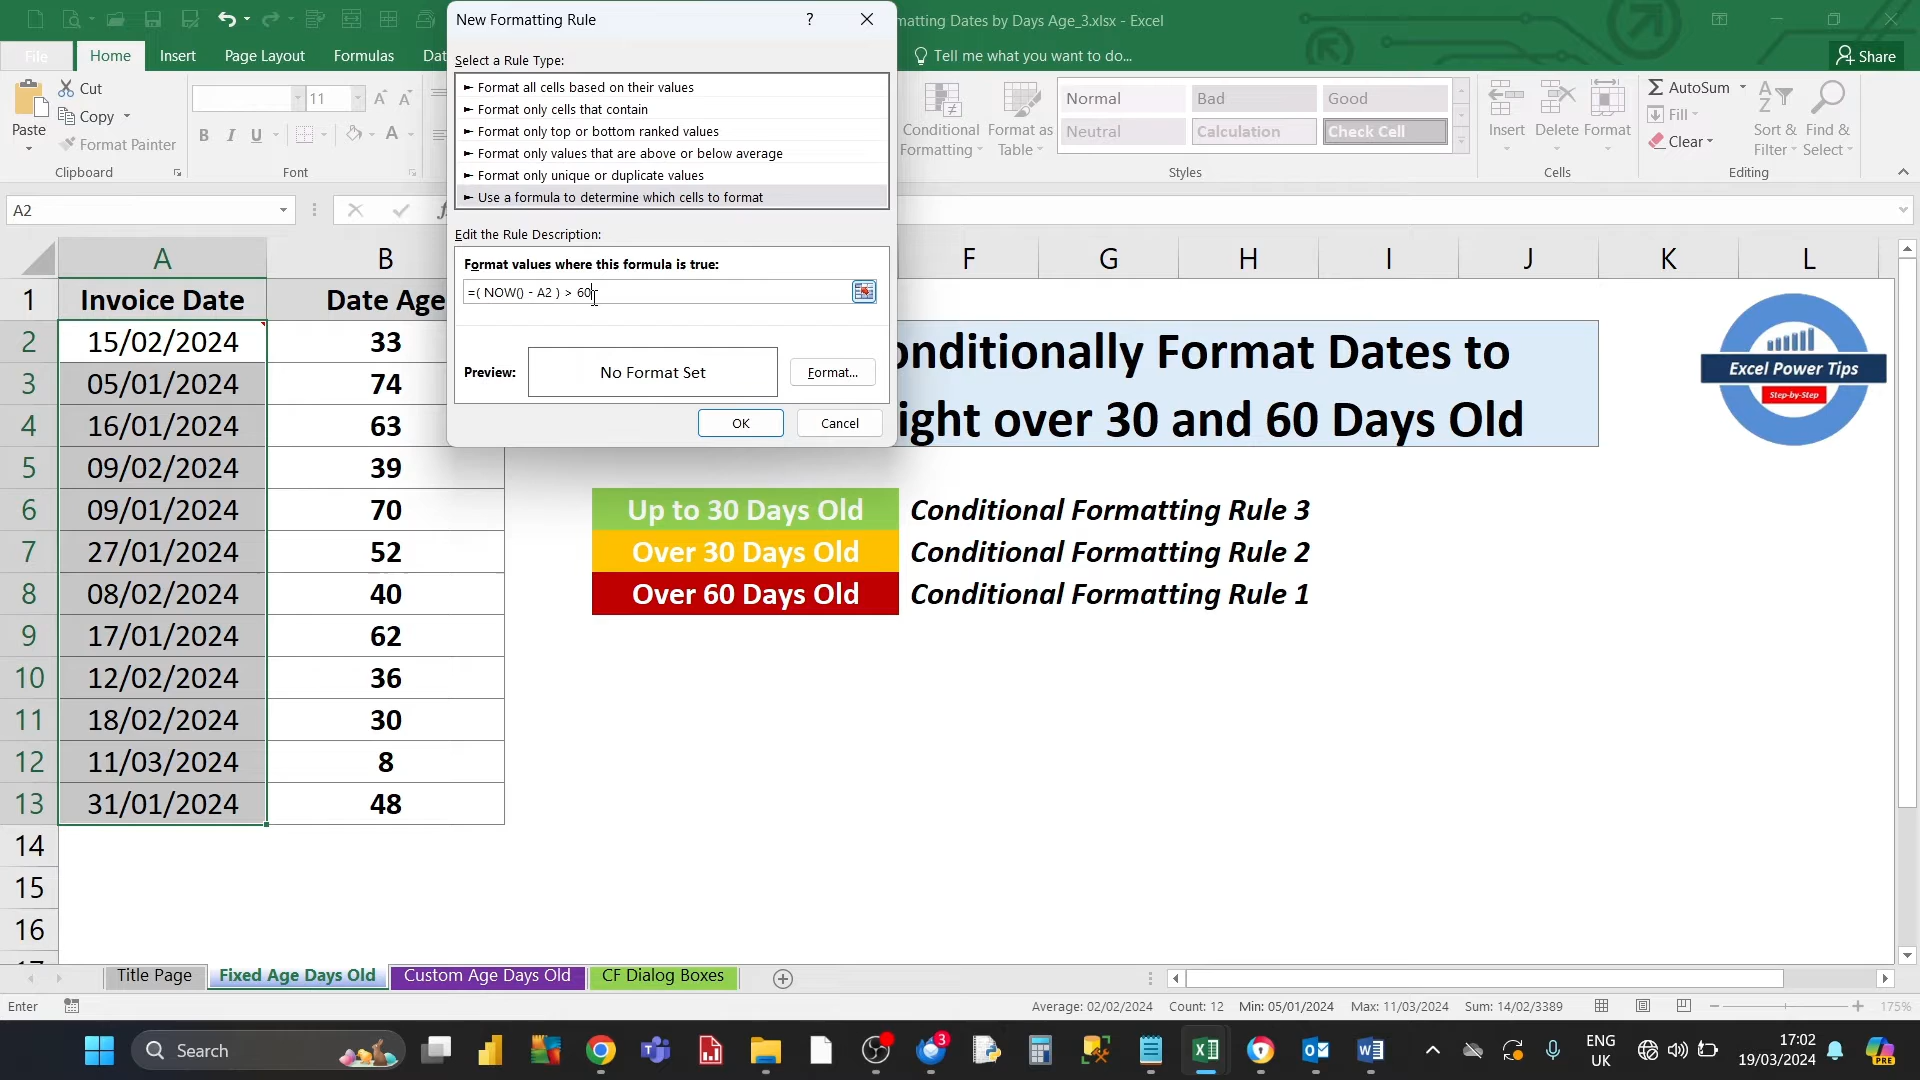 New Formatting Rule
?
matting Dates by Days Age_3.xlsx - Excel
File
Home
Insert
Page Layout
Formulas
Dat
Tell me what you want to do...
Share
Paste
Cut
Copy
Format Painter
Clipboard
11
A
A
B
I
U
A
Font
Select a Rule Type:
► Format all cells based on their values
► Format only cells that contain
► Format only top or bottom ranked values
► Format only values that are above or below average
► Format only unique or duplicate values
► Use a formula to determine which cells to format
Edit the Rule Description:
Format values where this formula is true:
=( NOW() - A2 ) > 60
Preview:
No Format Set
Format...
OK
Cancel
Conditional
Formatting
Format as
Table
Normal
Bad
Good
Neutral
Calculation
Check Cell
Styles
Insert
Delete
Format
Cells
AutoSum
Fill
Clear
Sort &
Filter
Find &
Select
Editing
A2
A
B
F
G
H
I
J
K
L
1
Invoice Date
Date Age
2
15/02/2024
33
3
05/01/2024
74
4
16/01/2024
63
5
09/02/2024
39
6
09/01/2024
70
7
27/01/2024
52
8
08/02/2024
40
9
17/01/2024
62
10
12/02/2024
36
11
18/02/2024
30
12
11/03/2024
8
13
31/01/2024
48
14
15
16
onditionally Format Dates to
ight over 30 and 60 Days Old
Excel Power Tips
Step-by-Step
Up to 30 Days Old
Conditional Formatting Rule 3
Over 30 Days Old
Conditional Formatting Rule 2
Over 60 Days Old
Conditional Formatting Rule 1
Title Page
Fixed Age Days Old
Custom Age Days Old
CF Dialog Boxes
Enter
Average: 02/02/2024
Count: 12
Min: 05/01/2024
Max: 11/03/2024
Sum: 14/02/3389
175%
Search
3
ENG
UK
17:02
19/03/2024
PRE